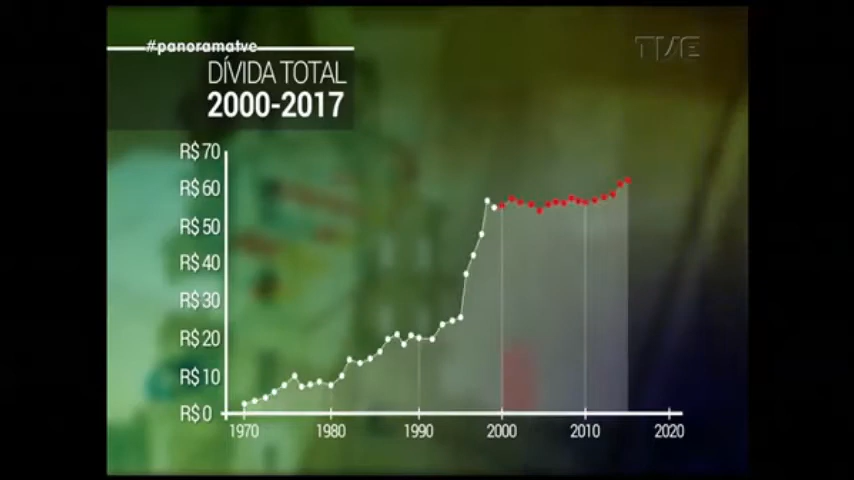 #panoramatve
TVE
DÍVIDA TOTAL
2000-2017
R$ 70
R$ 60
R$ 50
R$ 40
R$ 30
R$ 20
R$ 10
R$ 0
1970 1980 1990 2000 2010 2020